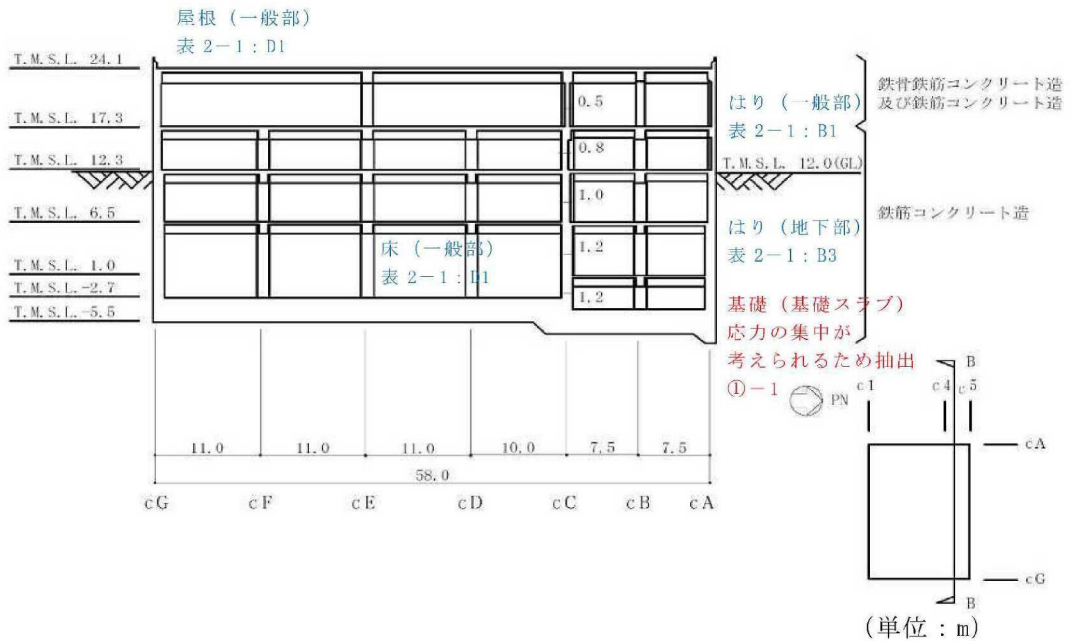 屋根（一般部）
表 2－1：D1
T.M.S.L. 24.1
T.M.S.L. 17.3
T.M.S.L. 12.3
T.M.S.L. 6.5
T.M.S.L. 1.0
T.M.S.L.-2.7
T.M.S.L.-5.5
0.5
0.8
1.0
1.2
1.2
床（一般部）
表 2－1：D1
はり（一般部）
表 2－1：B1
T.M.S.L. 12.0(GL)
はり（地下部）
表 2－1：B3
基礎（基礎スラブ）
応力の集中が
考えられるため抽出
①－1
鉄骨鉄筋コンクリート造
及び鉄筋コンクリート造
鉄筋コンクリート造
11.0 11.0 11.0 10.0 7.5 7.5
58.0
cG cF cE cD cC cB cA
PN
B
c1 c4 c5
cA
cG
B
(単位：m)